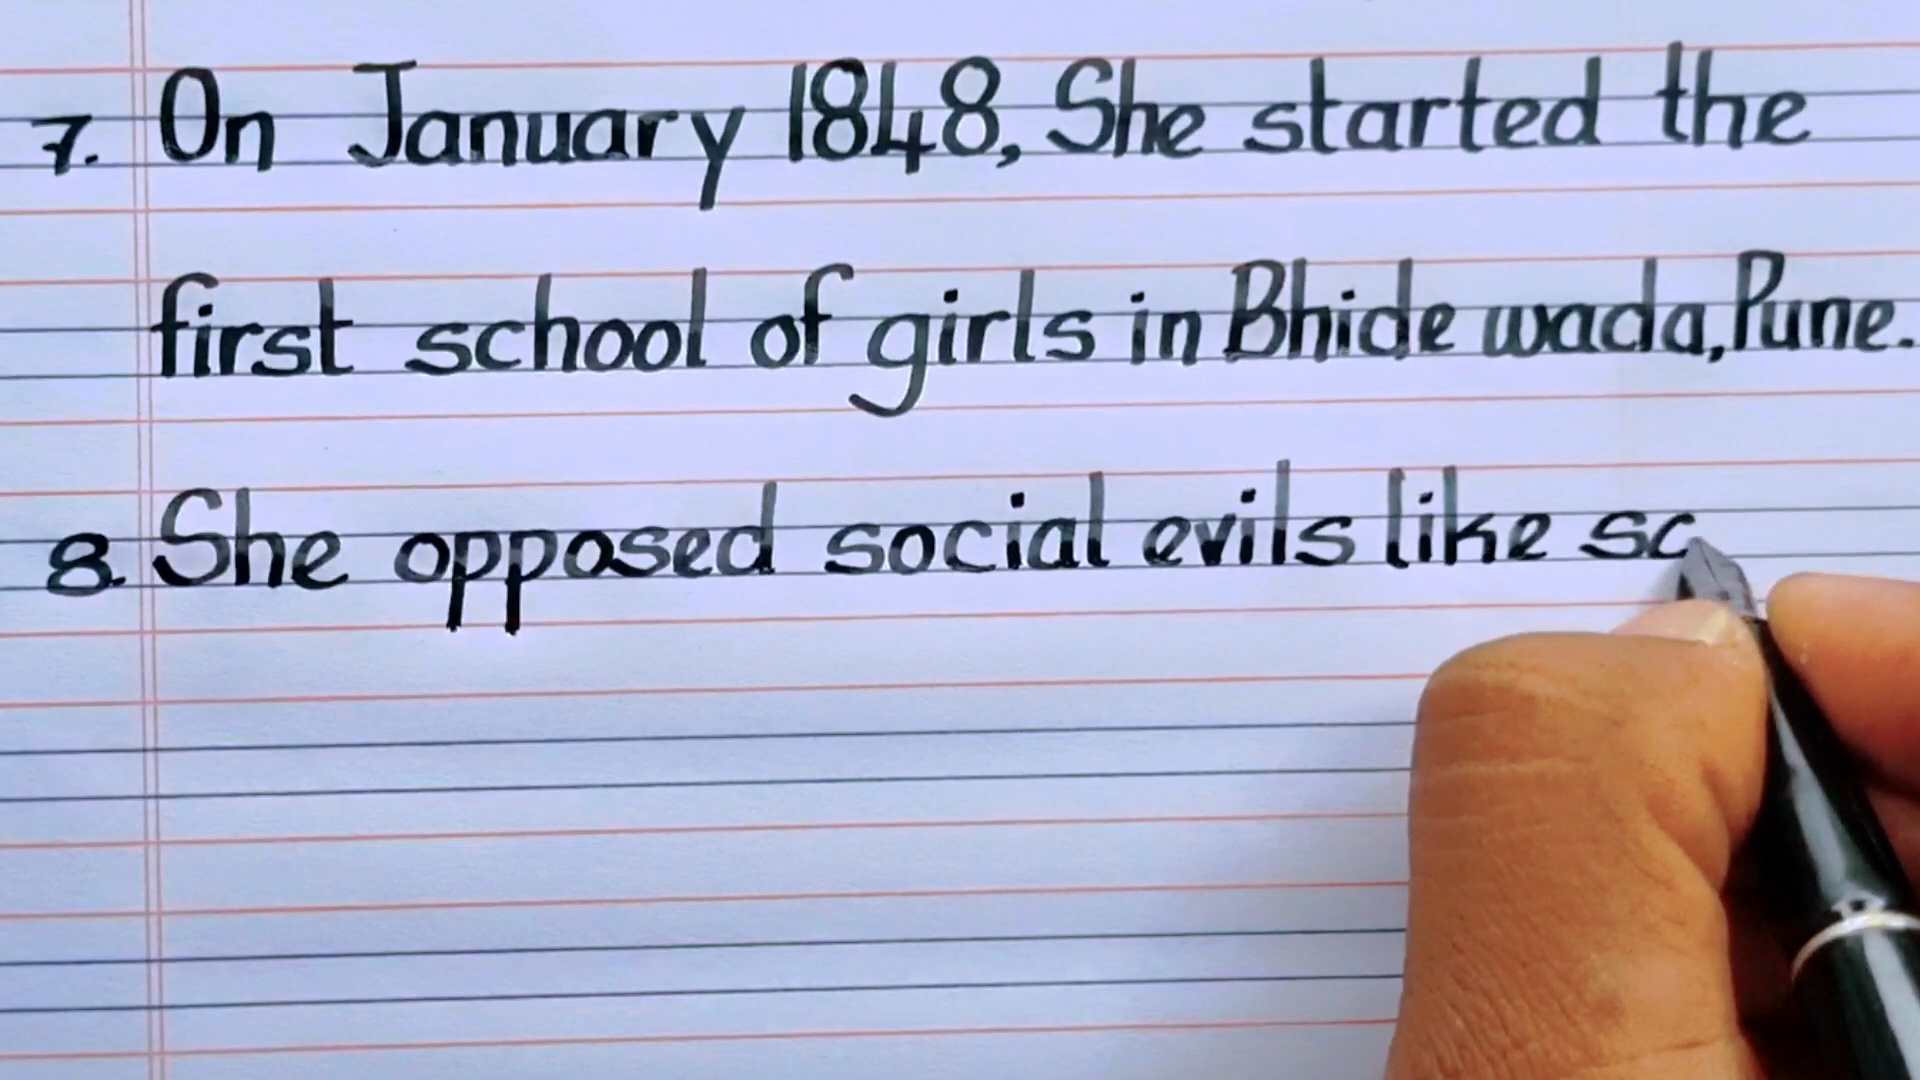 7. On January 1848, She started the
first school of girls in Bhide wada, Pune.
8. She opposed social evils like